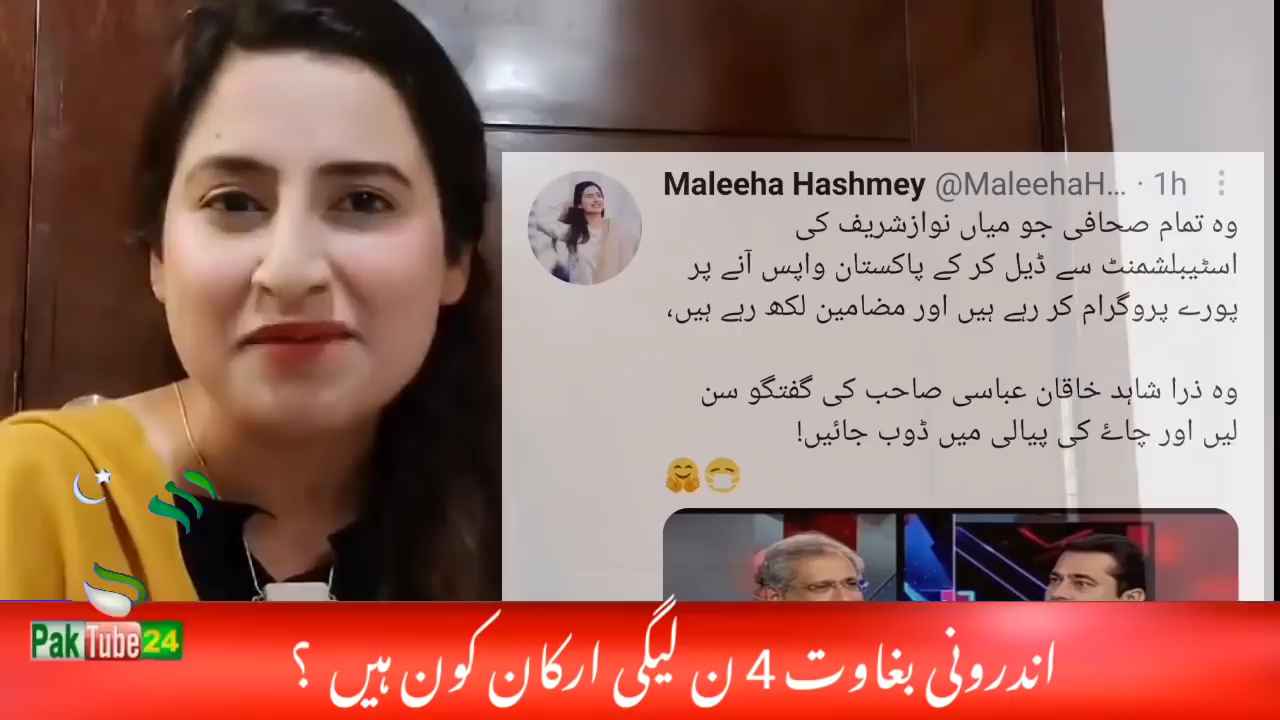 Maleeha Hashmey @MaleehaH... · 1h
وہ تمام صحافی جو میاں نوازشریف کی
اسٹیبلشمنٹ سے ڈیل کر کے پاکستان واپس آنے پر
پورے پروگرام کر رہے ہیں اور مضامین لکھ رہے ہیں،
وہ ذرا شاہد خاقان عباسی صاحب کی گفتگو سن
لیں اور چاۓ کی پیالی میں ڈوب جائیں!
🤗😷
PakTube24
اندرونی بغاوت 4 ن لیگی ارکان کون ہیں ؟